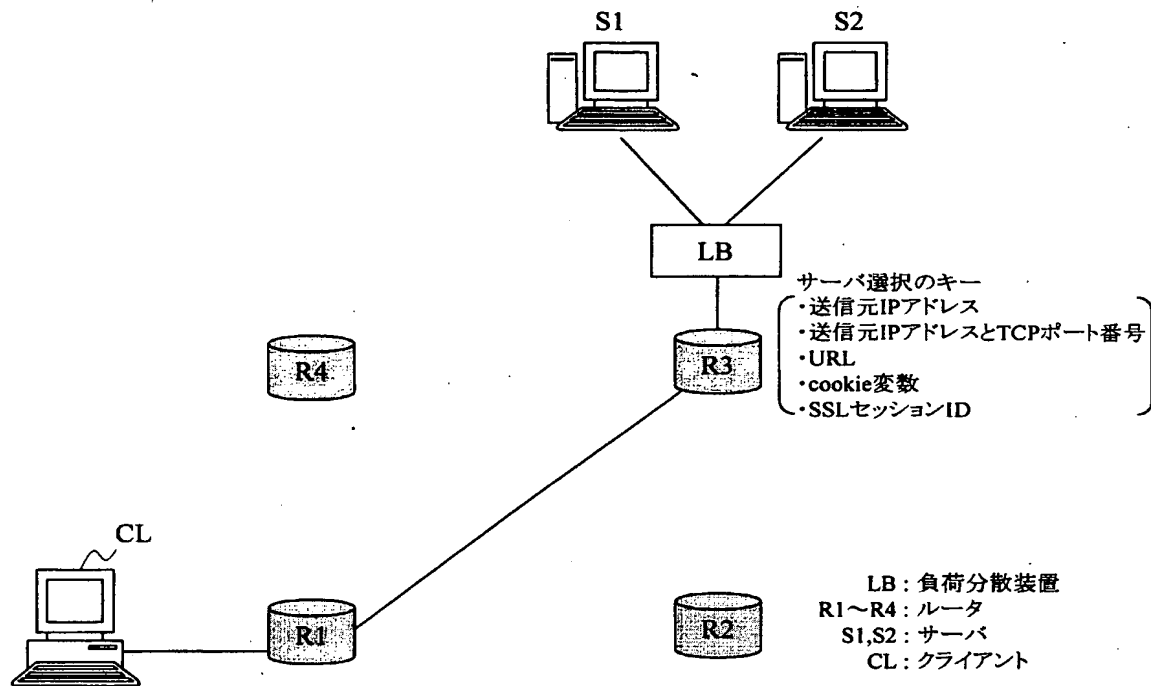 S1
S2
LB
サーバ選択のキー
・送信元IPアドレス
・送信元IPアドレスとTCPポート番号
・URL
・cookie変数
・SSLセッションID
R4
R3
CL
R1
R2
LB : 負荷分散装置
R1～R4 : ルータ
S1,S2 : サーバ
CL : クライアント